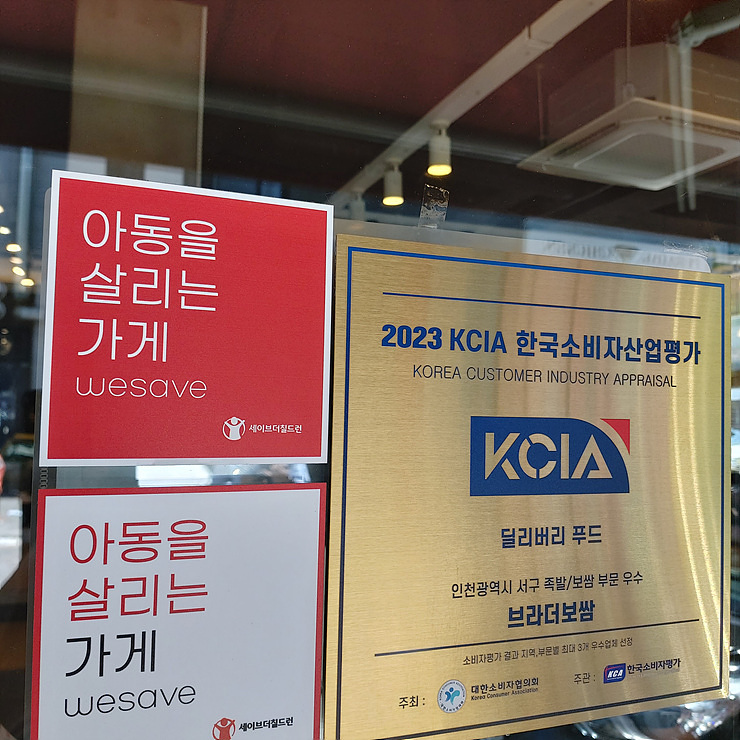 아동을
살리는
가게
wesave
세이브더칠드런
아동을
살리는
가게
wesave
세이브더칠드런
2023 KCIA 한국소비자산업평가
KOREA CUSTOMER INDUSTRY APPRAISAL
KCIA
딜리버리 푸드
인천광역시 서구 족발/보쌈 부문 우수
브라더보쌈
소비자평가 결과 지역,부문별 최대 3개 우수업체 선정
주최 : 대한소비자협의회 주관 : KCA 한국소비자평가
Korea Consumer Association